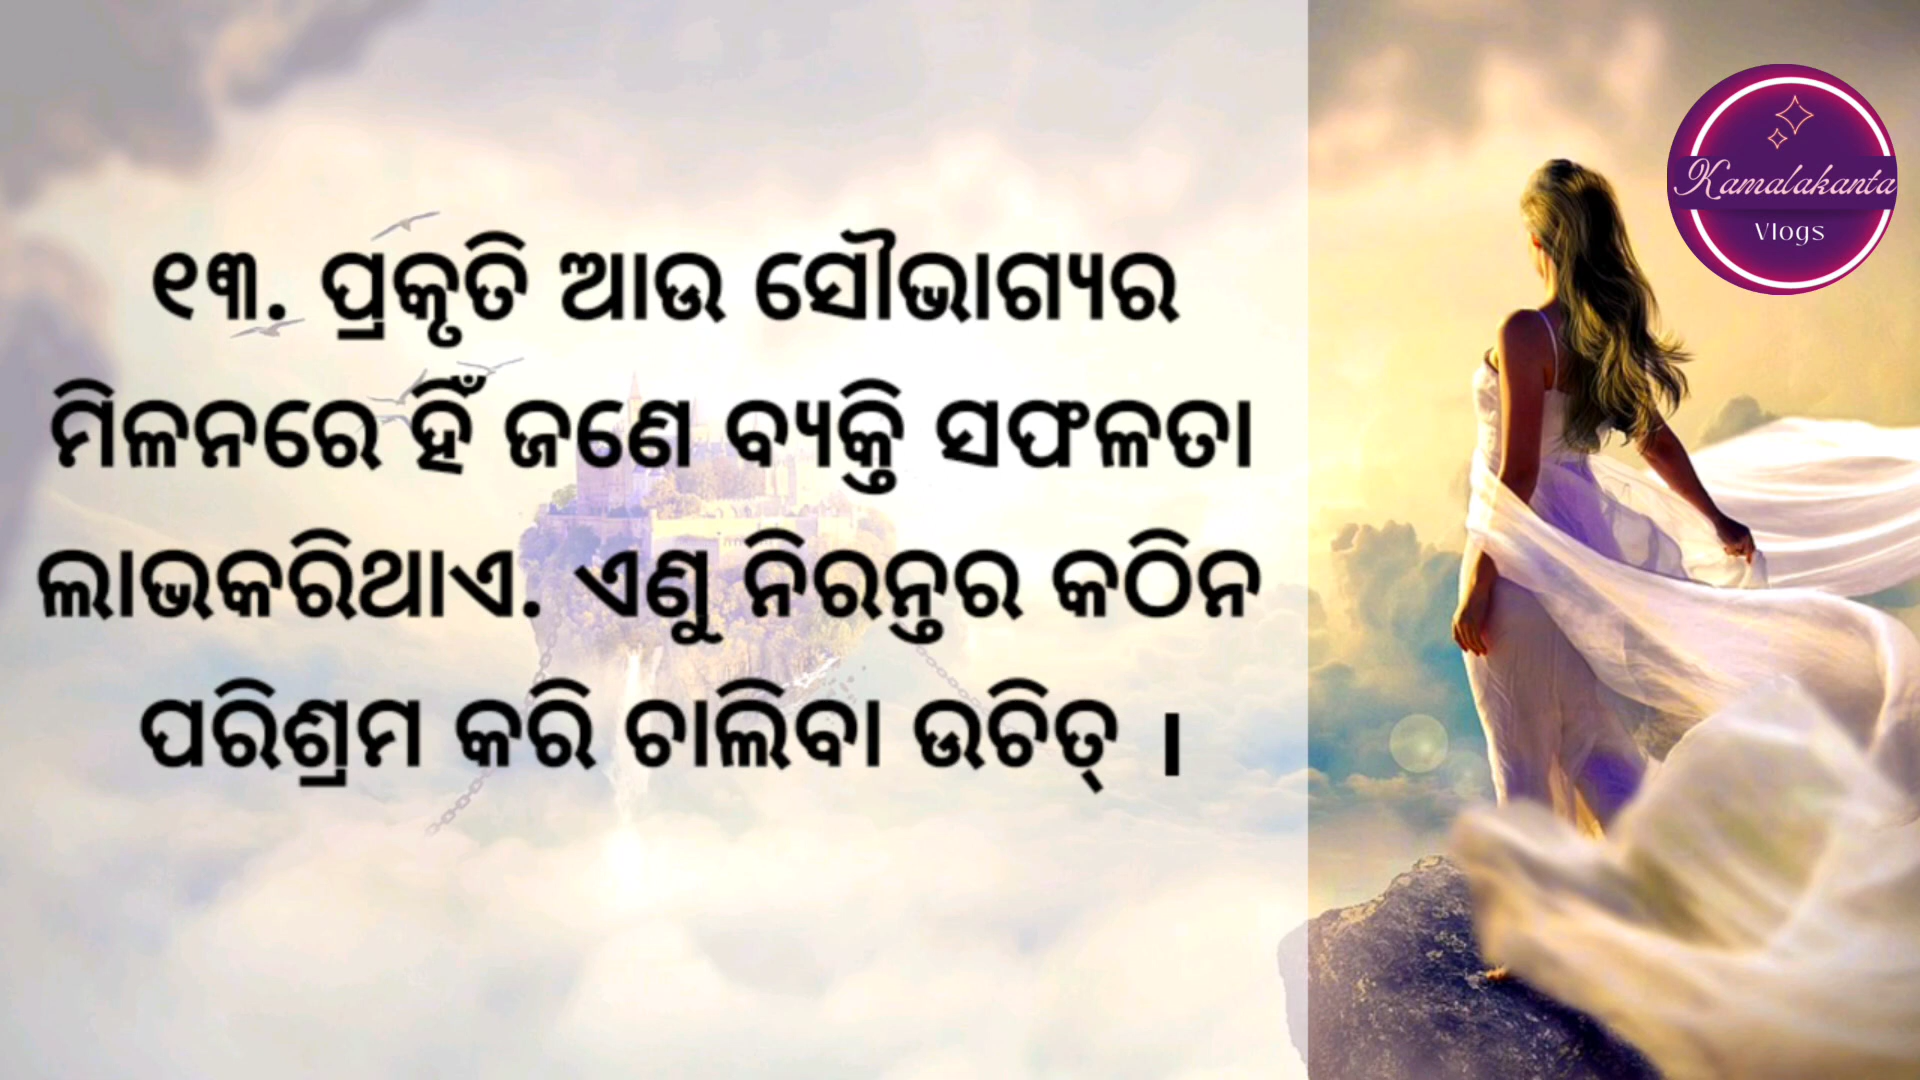 ୧୩. ପ୍ରକୃତି ଆଉ ସୌଭାଗ୍ୟର
ମିଳନରେ ହିଁ ଜଣେ ବ୍ୟକ୍ତି ସଫଳତା
ଲାଭକରିଥାଏ. ଏଣୁ ନିରନ୍ତର କଠିନ
ପରିଶ୍ରମ କରି ଚାଲିବା ଉଚିତ୍ ।
Kamalakanta
Vlogs